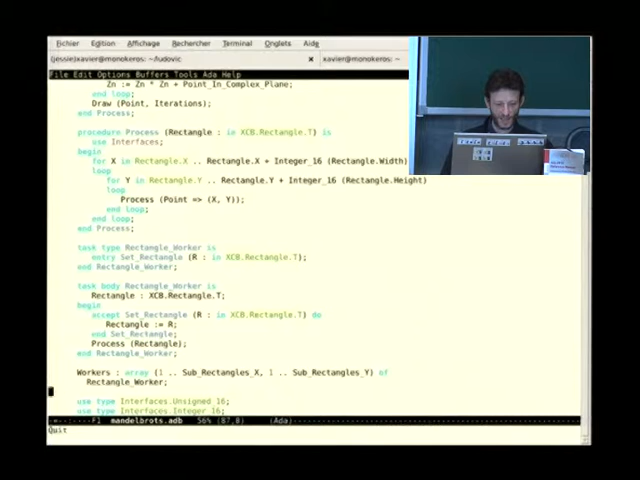 Fichier Edition Affichage Rechercher Terminal Onglets Aide
(jessie)xavier@monokeros:~/ludovic x xavier@monokeros: ~
File Edit Options Buffers Tools Ada Help
Zn := Zn * Zn + Point_In_Complex_Plane;
end loop;
Draw (Point, Iterations);
end Process;
procedure Process (Rectangle : in XCB.Rectangle.T) is
use Interfaces;
begin
for X in Rectangle.X .. Rectangle.X + Integer_16 (Rectangle.Width)
loop
for Y in Rectangle.Y .. Rectangle.Y + Integer_16 (Rectangle.Height)
loop
Process (Point => (X, Y));
end loop;
end loop;
end Process;
task type Rectangle_Worker is
entry Set_Rectangle (R : in XCB.Rectangle.T);
end Rectangle_Worker;
task body Rectangle_Worker is
Rectangle : XCB.Rectangle.T;
begin
accept Set_Rectangle (R : in XCB.Rectangle.T) do
Rectangle := R;
end Set_Rectangle;
Process (Rectangle);
end Rectangle_Worker;
Workers : array (1 .. Sub_Rectangles_X, 1 .. Sub_Rectangles_Y) of
Rectangle_Worker;
use type Interfaces.Unsigned_16;
use type Interfaces.Integer_16;
-=--:----F1 mandelbrots.adb 56% (87,0) (Ada)
Quit